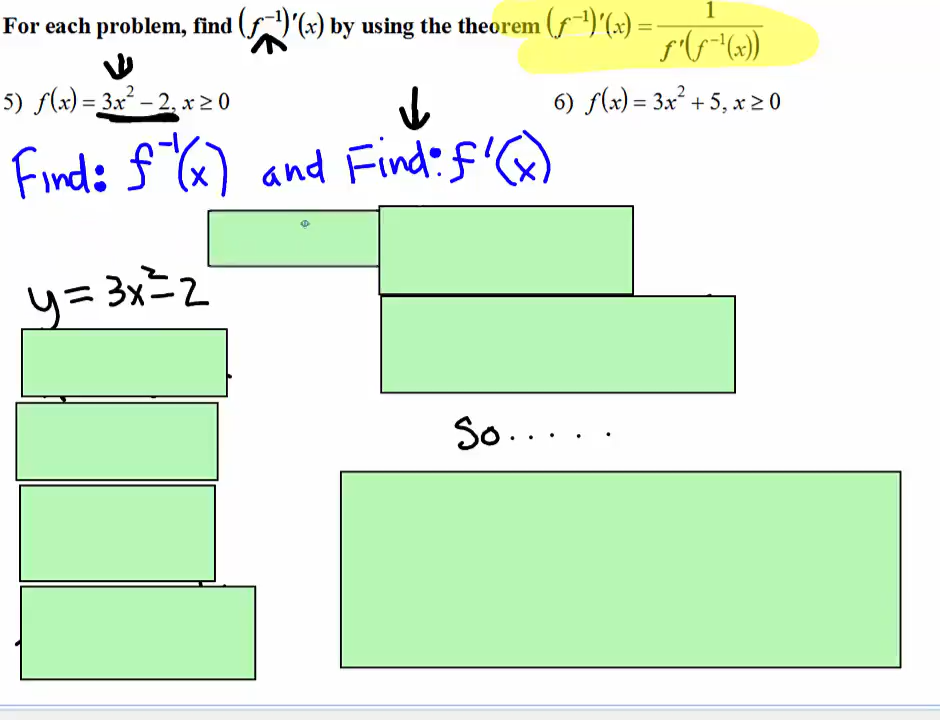 For each problem, find (f⁻¹)'(x) by using the theorem (f⁻¹)'(x) = 1 / f'(f⁻¹(x))
5) f(x) = 3x² − 2, x ≥ 0
6) f(x) = 3x² + 5, x ≥ 0
Find: f⁻¹(x) and Find: f'(x)
y = 3x² − 2
So.....